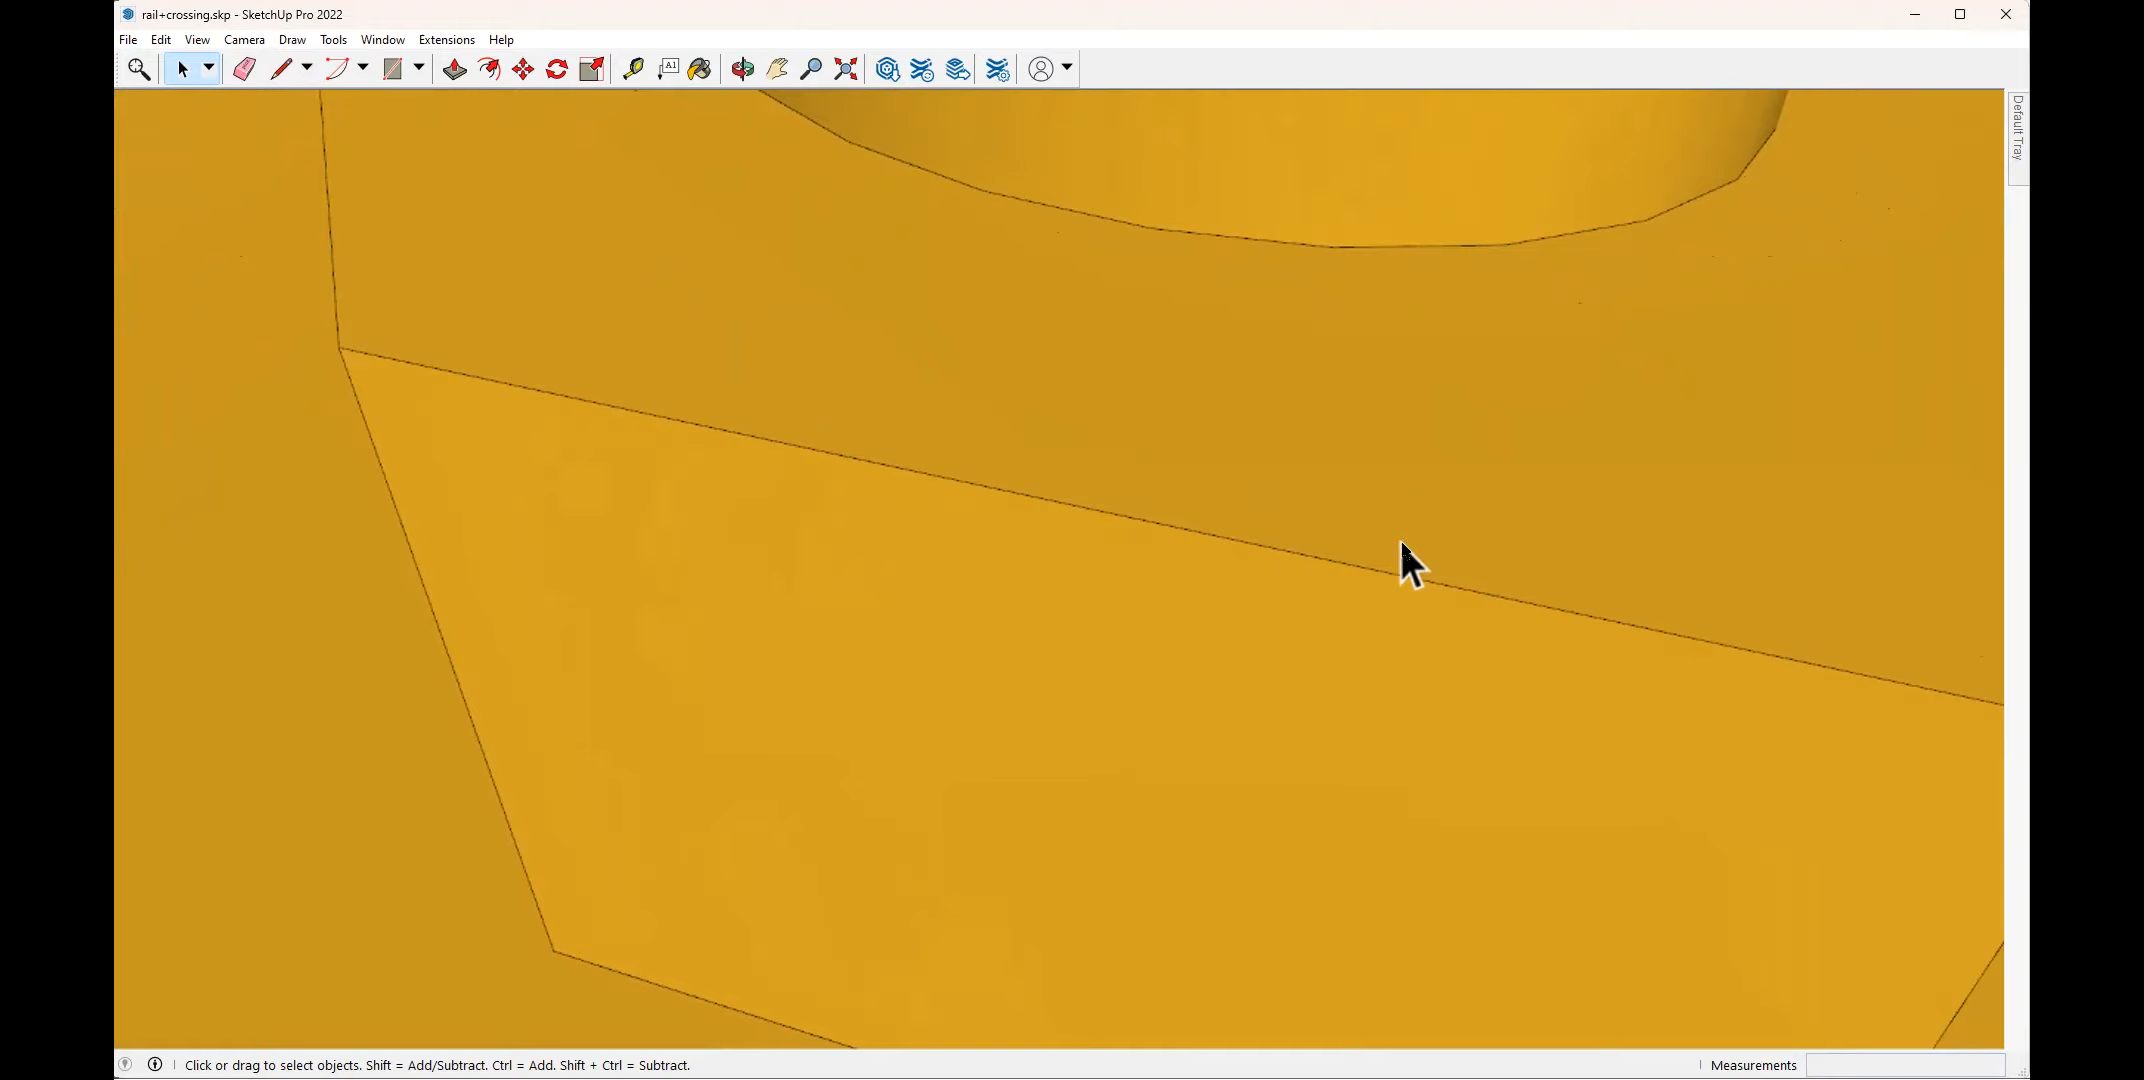 rail+crossing.skp - SketchUp Pro 2022
File Edit View Camera Draw Tools Window Extensions Help
A1
Default Tray
Click or drag to select objects. Shift = Add/Subtract. Ctrl = Add. Shift + Ctrl = Subtract.
Measurements